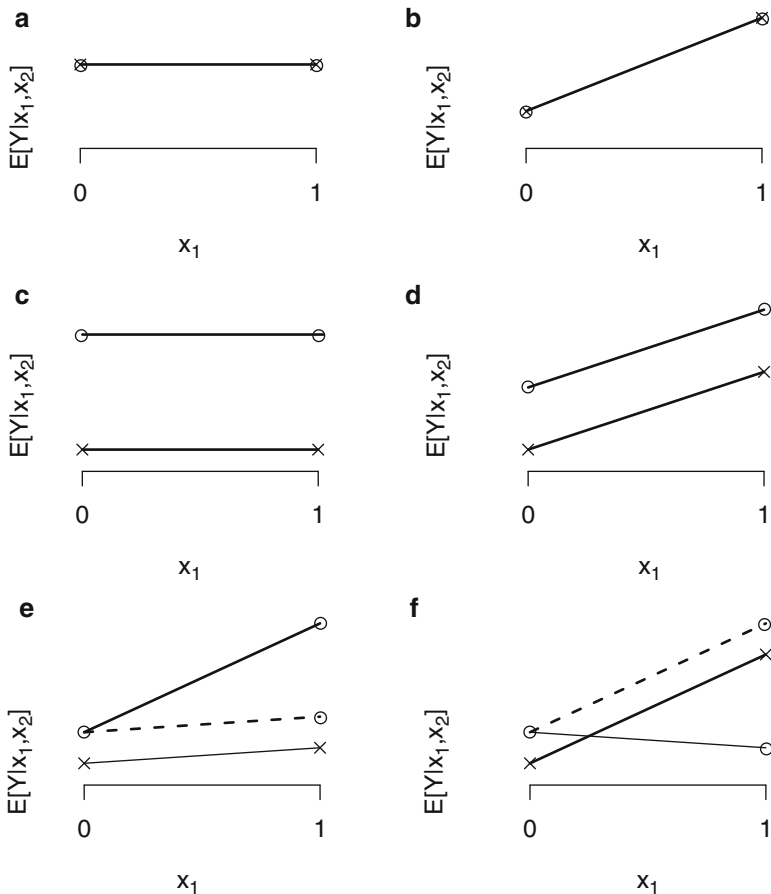 a
E[Y|x₁,x₂]
0 1
x₁
b
E[Y|x₁,x₂]
0 1
x₁
c
E[Y|x₁,x₂]
0 1
x₁
d
E[Y|x₁,x₂]
0 1
x₁
e
E[Y|x₁,x₂]
0 1
x₁
f
E[Y|x₁,x₂]
0 1
x₁